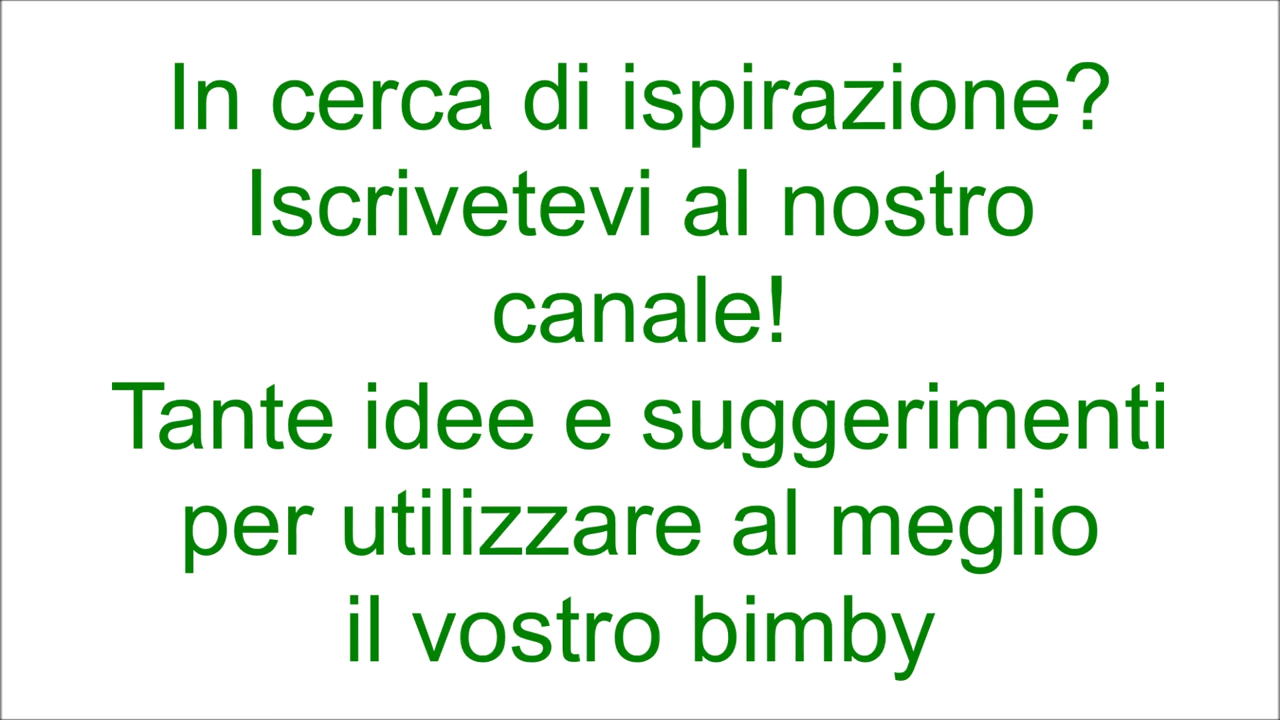 In cerca di ispirazione?
Iscrivetevi al nostro
canale!
Tante idee e suggerimenti
per utilizzare al meglio
il vostro bimby